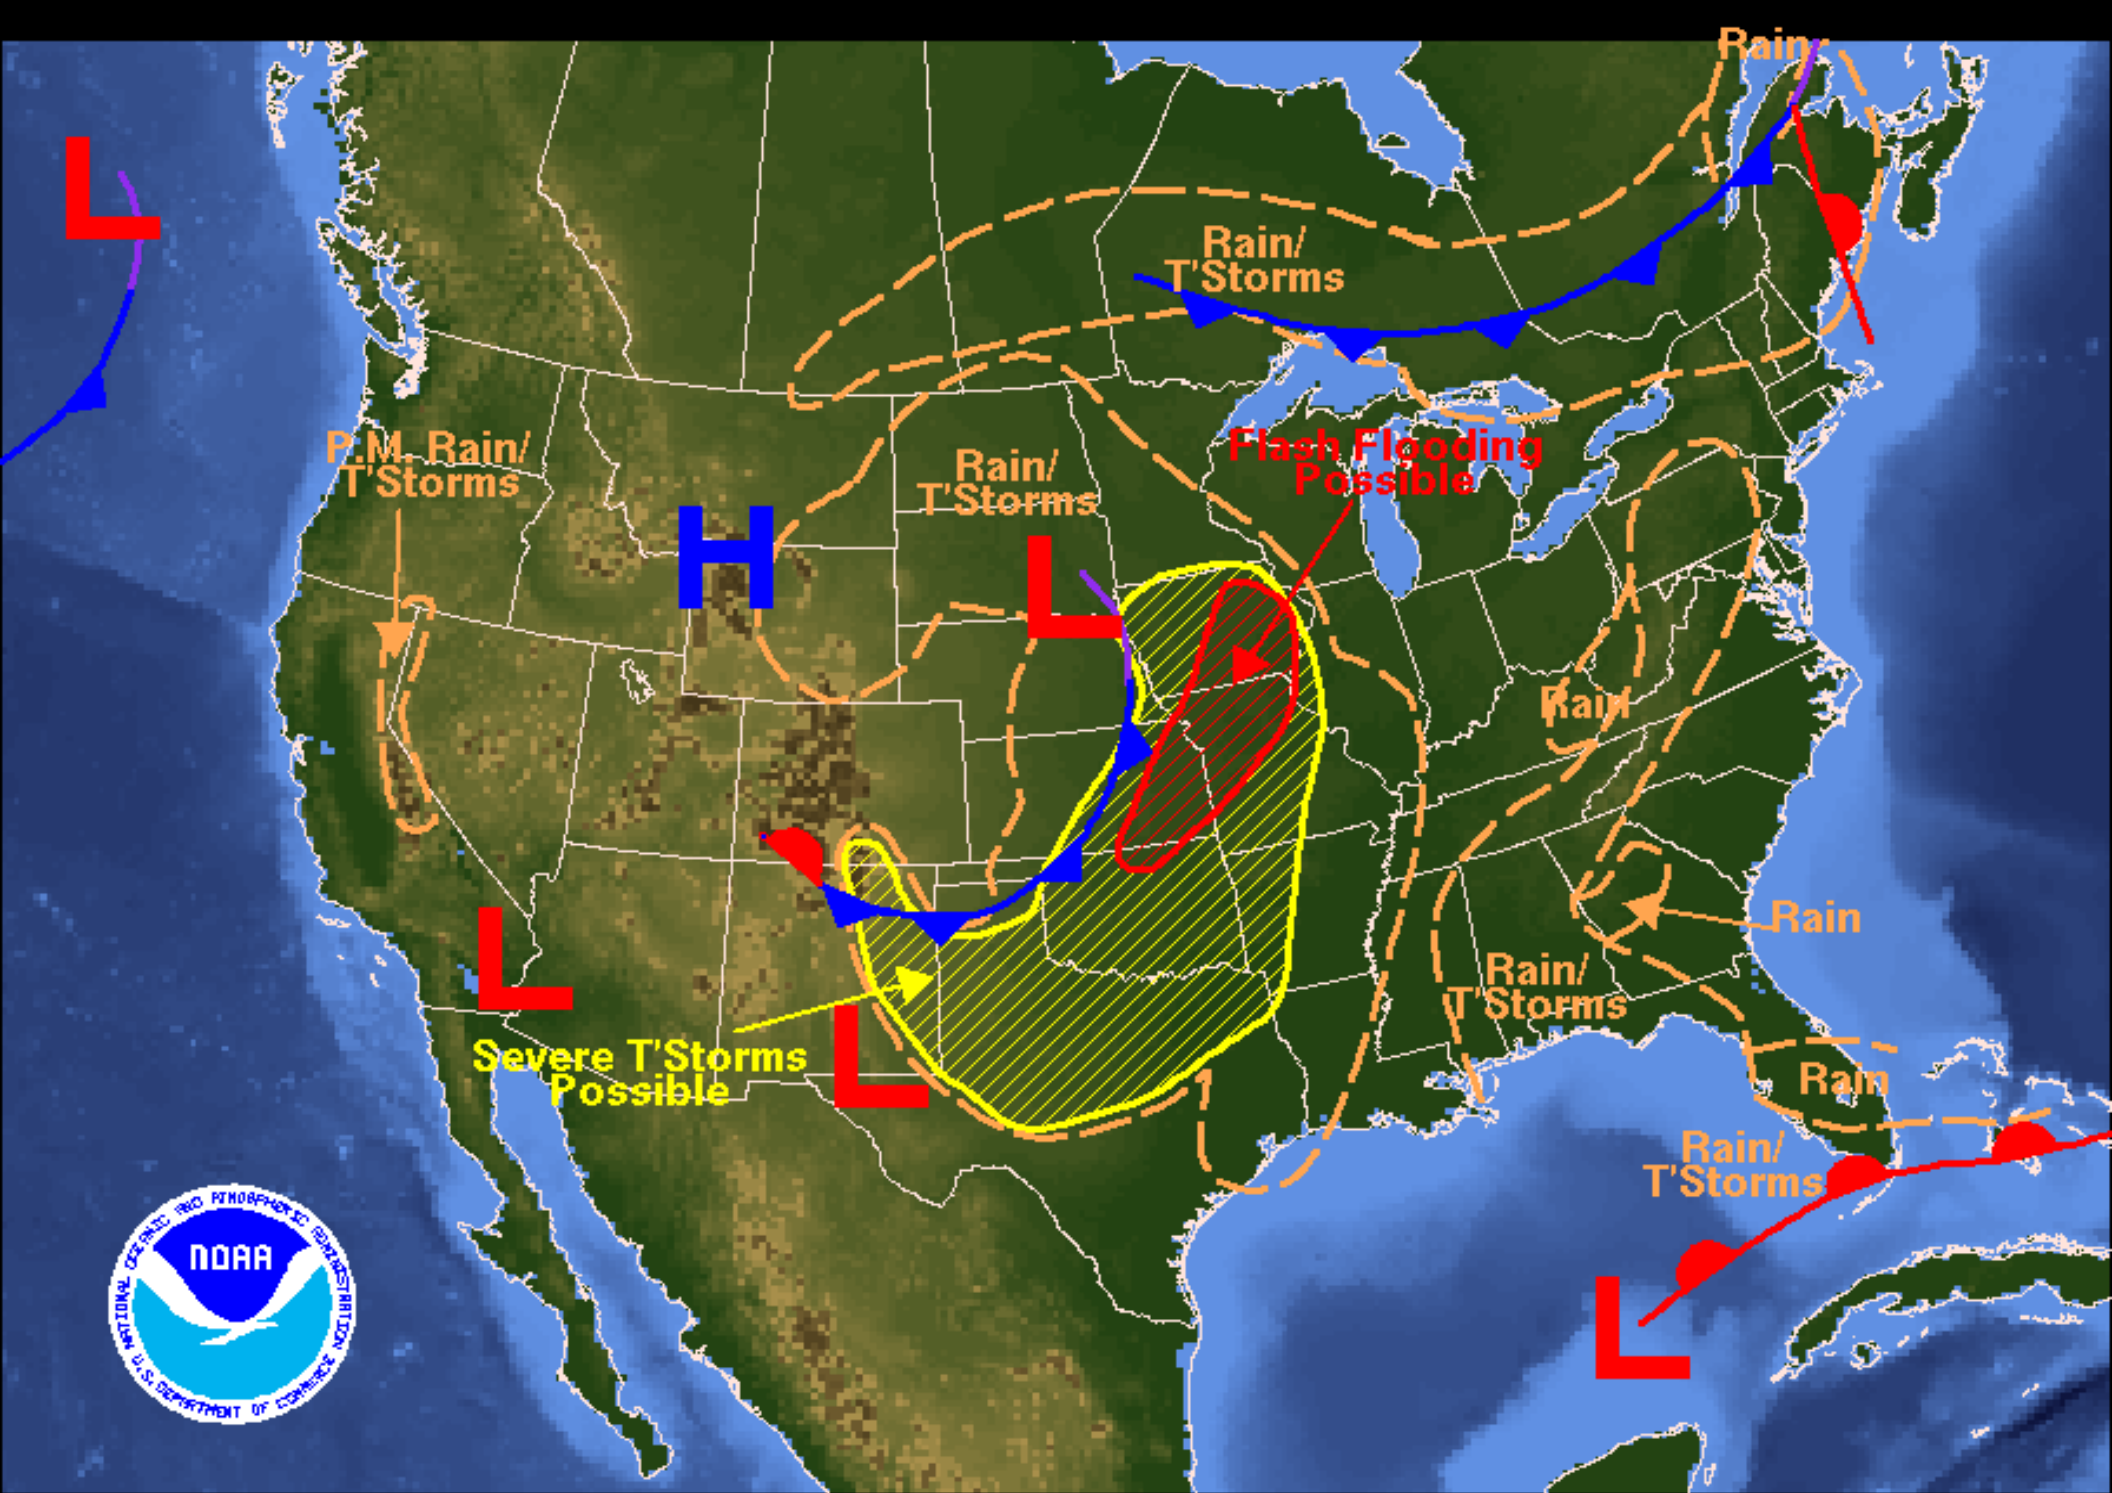 Rain
Rain/
T'Storms
P.M. Rain/
T'Storms
Rain/
T'Storms
Flash Flooding
Possible
H
L
L
Rain
Rain
L
Rain/
T'Storms
L
Severe T'Storms
Possible
Rain
Rain/
T'Storms
L
NATIONAL OCEANIC AND ATMOSPHERIC ADMINISTRATION
NOAA
U.S. DEPARTMENT OF COMMERCE